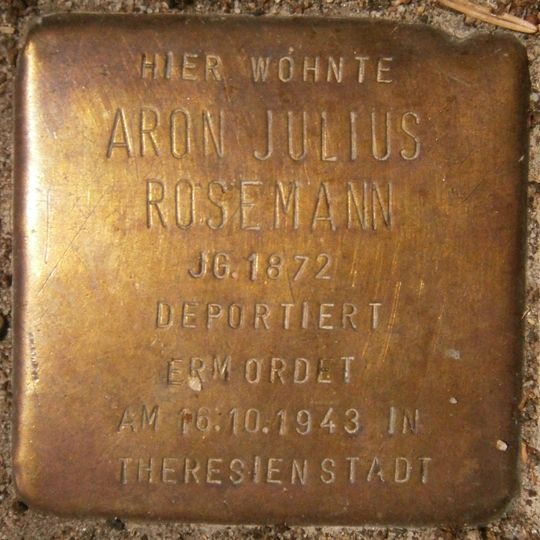 HIER WOHNTE
ARON JULIUS
ROSEMANN
JG. 1872
DEPORTIERT
ERMORDET
AM 16.10.1943 IN
THERESIENSTADT